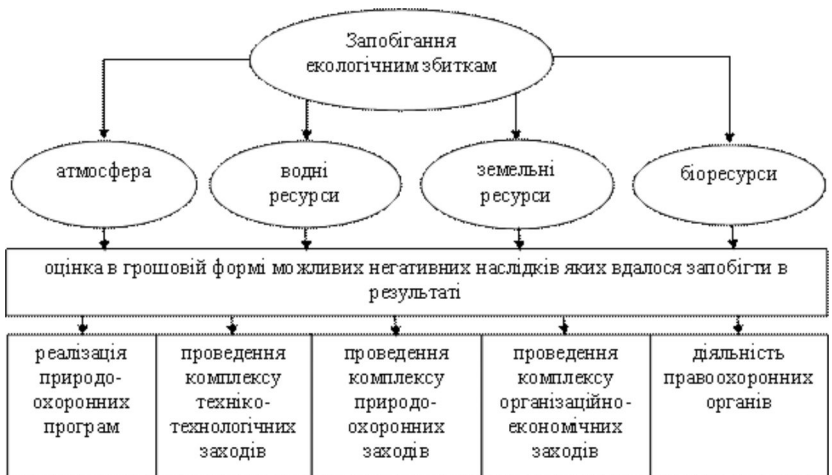 Запобігання
екологічним збиткам
атмосфера
водні
ресурси
земельні
ресурси
біоресурси
оцінка в грошовій формі можливих негативних наслідків яких вдалося запобігти в
результаті
реалізація
природо-
охоронних
програм
проведення
комплексу
техніко-
технологічних
заходів
проведення
комплексу
природо-
охоронних
заходів
проведення
комплексу
організаційно-
економічних
заходів
діяльність
правоохоронних
органів